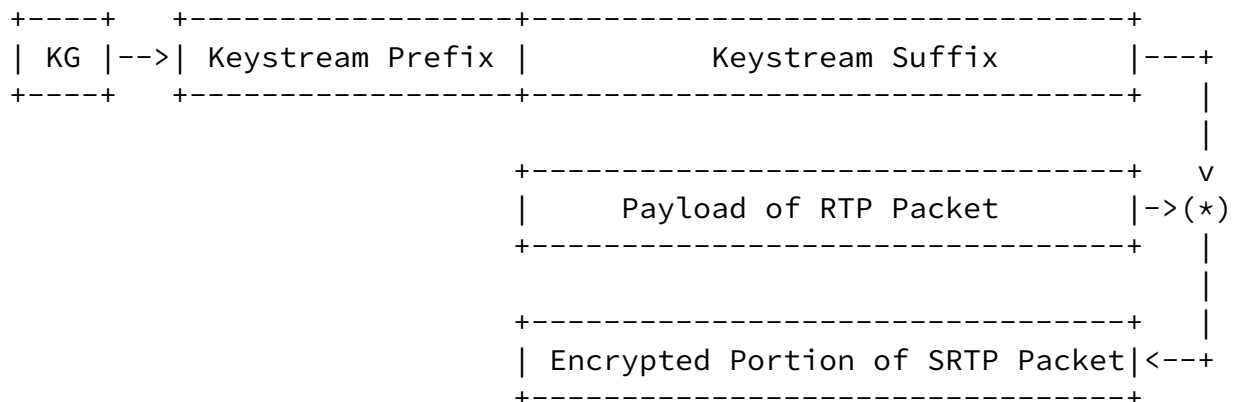 +----+   +------------------+---------------------------------+
| KG |-->| Keystream Prefix |          Keystream Suffix       |---+
+----+   +------------------+---------------------------------+   |
                                                                  |
                            +---------------------------------+   v
                            |     Payload of RTP Packet       |->(*)
                            +---------------------------------+   |
                                                                  |
                            +---------------------------------+   |
                            | Encrypted Portion of SRTP Packet|<--+
                            +---------------------------------+